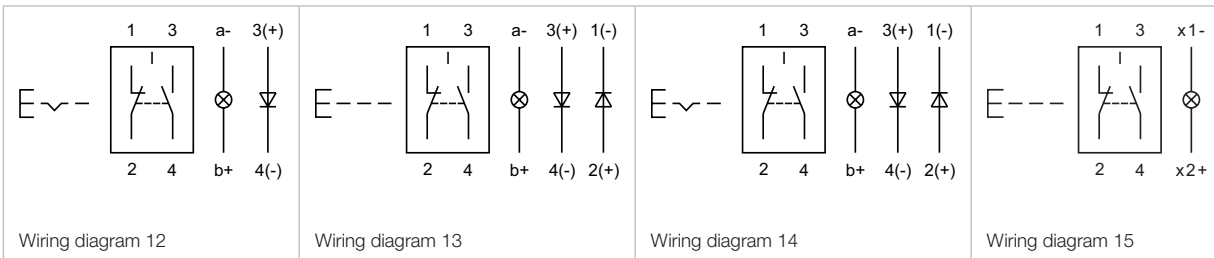 1 3 a- 3(+)
2 4 b+ 4(-)
Wiring diagram 12
1 3 a- 3(+) 1(-)
2 4 b+ 4(-) 2(+)
Wiring diagram 13
1 3 a- 3(+) 1(-)
2 4 b+ 4(-) 2(+)
Wiring diagram 14
1 3 x1-
2 4 x2+
Wiring diagram 15